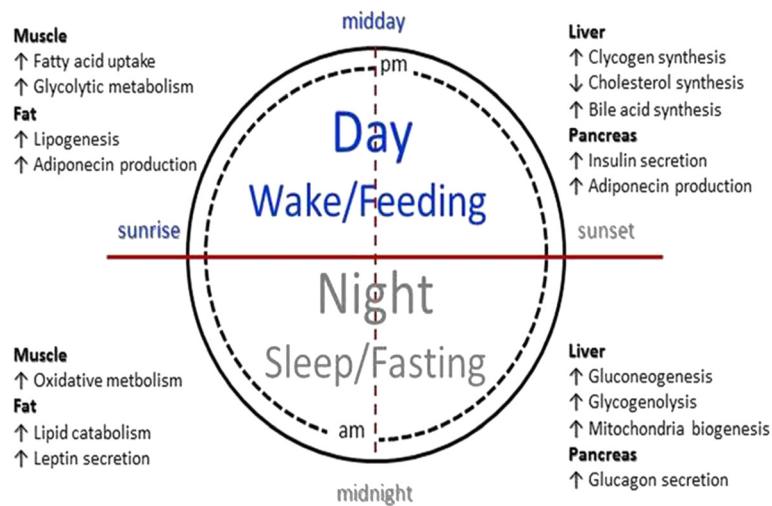 midday
Muscle
↑ Fatty acid uptake
↑ Glycolytic metabolism
Fat
↑ Lipogenesis
↑ Adiponecin production
Liver
↑ Clycogen synthesis
↓ Cholesterol synthesis
↑ Bile acid synthesis
Pancreas
↑ Insulin secretion
↑ Adiponecin production
pm
Day
Wake/Feeding
sunrise
sunset
Night
Sleep/Fasting
am
Muscle
↑ Oxidative metbolism
Fat
↑ Lipid catabolism
↑ Leptin secretion
Liver
↑ Gluconeogenesis
↑ Glycogenolysis
↑ Mitochondria biogenesis
Pancreas
↑ Glucagon secretion
midnight